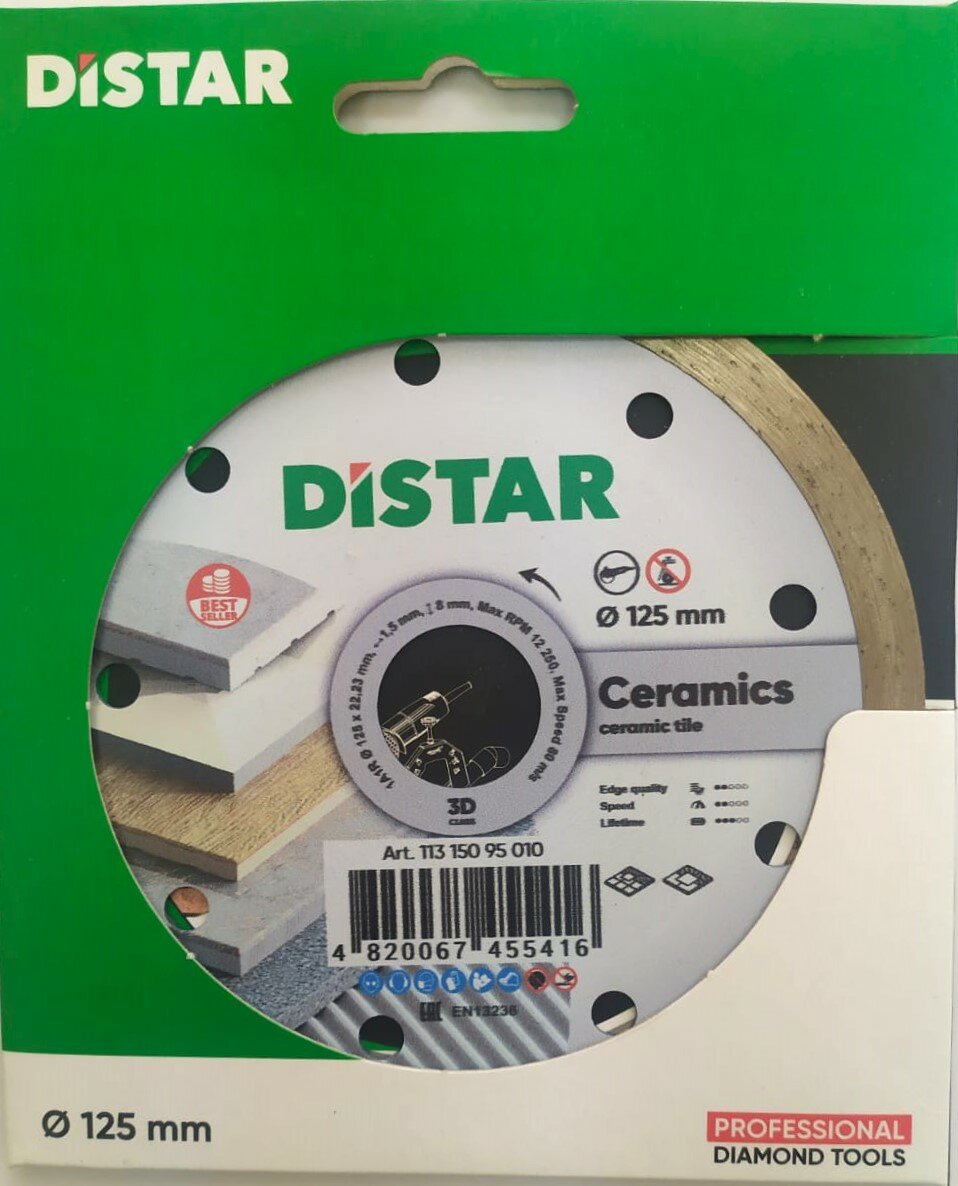 DiSTAR
DiSTAR
BEST
SELLER
Ø 125 mm
1A1R Ø 125 x 22,23 mm, ↔1,5 mm, ↕8 mm, Max RPM 12 250, Max Speed 80 m/s
Ceramics
ceramic tile
Edge quality
Speed
Lifetime
3D
CLASS
Art. 113 150 95 010
4 820067 455416
EAC EN13236
Ø 125 mm
PROFESSIONAL
DIAMOND TOOLS